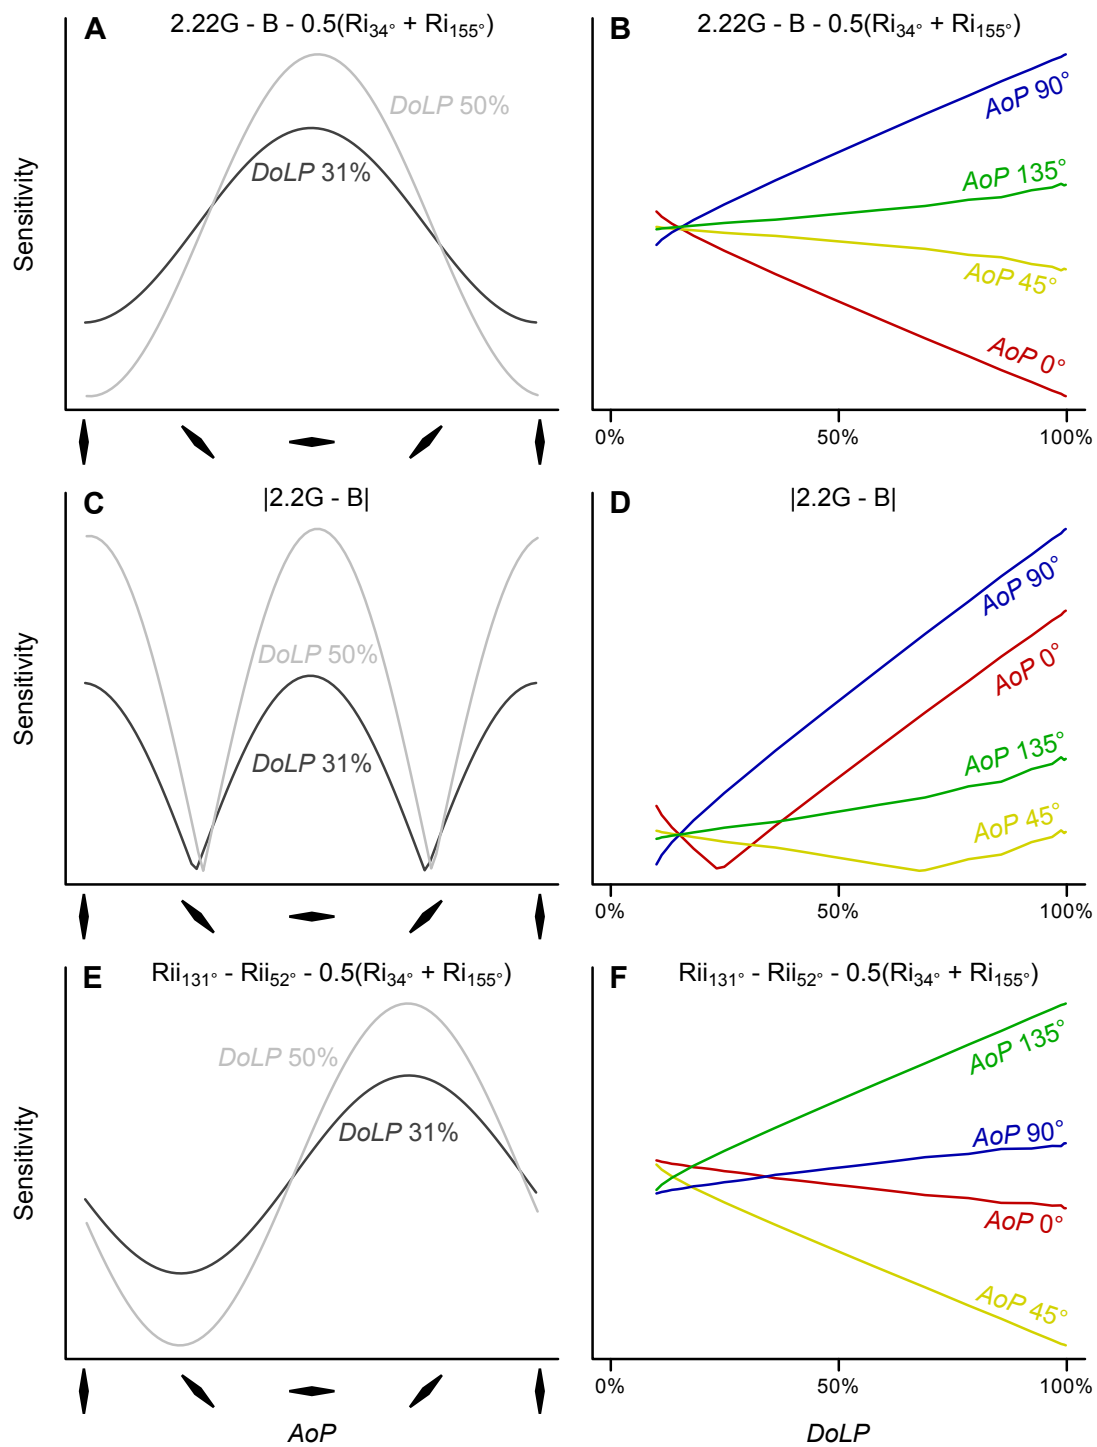 A 2.22G - B - 0.5(Ri34° + Ri155°)
DoLP 50%
DoLP 31%
Sensitivity
B 2.22G - B - 0.5(Ri34° + Ri155°)
AoP 90°
AoP 135°
AoP 45°
AoP 0°
0% 50% 100%
C |2.2G - B|
DoLP 50%
DoLP 31%
Sensitivity
D |2.2G - B|
AoP 90°
AoP 0°
AoP 135°
AoP 45°
0% 50% 100%
E Rii131° - Rii52° - 0.5(Ri34° + Ri155°)
DoLP 50%
DoLP 31%
Sensitivity
AoP
F Rii131° - Rii52° - 0.5(Ri34° + Ri155°)
AoP 135°
AoP 90°
AoP 0°
AoP 45°
0% 50% 100%
DoLP